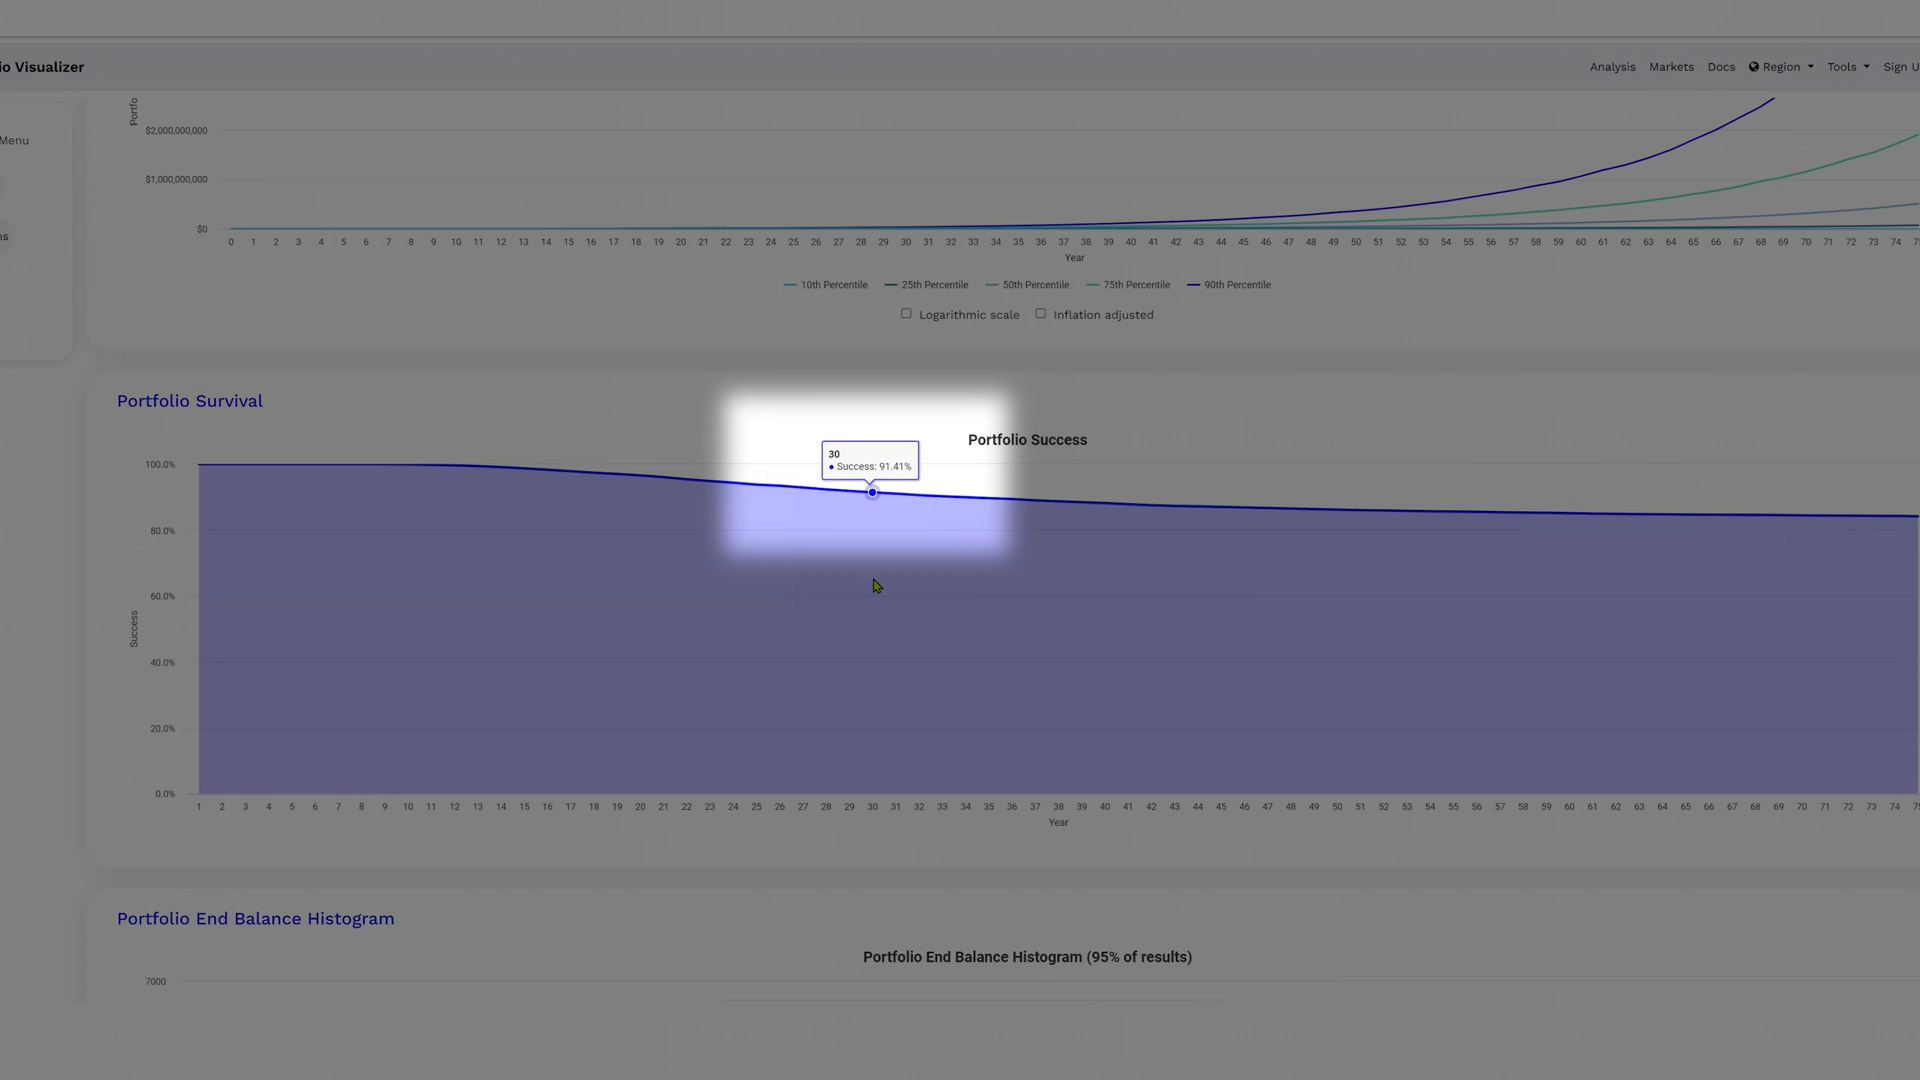 io Visualizer
Analysis Markets Docs Region Tools Sign U
Menu
s
Portfo
$2,000,000,000
$1,000,000,000
$0
0 1 2 3 4 5 6 7 8 9 10 11 12 13 14 15 16 17 18 19 20 21 22 23 24 25 26 27 28 29 30 31 32 33 34 35 36 37 38 39 40 41 42 43 44 45 46 47 48 49 50 51 52 53 54 55 56 57 58 59 60 61 62 63 64 65 66 67 68 69 70 71 72 73 74 75
Year
10th Percentile 25th Percentile 50th Percentile 75th Percentile 90th Percentile
Logarithmic scale Inflation adjusted
Portfolio Survival
Portfolio Success
30
Success: 91.41%
100.0%
80.0%
60.0%
Success
40.0%
20.0%
0.0%
1 2 3 4 5 6 7 8 9 10 11 12 13 14 15 16 17 18 19 20 21 22 23 24 25 26 27 28 29 30 31 32 33 34 35 36 37 38 39 40 41 42 43 44 45 46 47 48 49 50 51 52 53 54 55 56 57 58 59 60 61 62 63 64 65 66 67 68 69 70 71 72 73 74 75
Year
Portfolio End Balance Histogram
Portfolio End Balance Histogram (95% of results)
7000